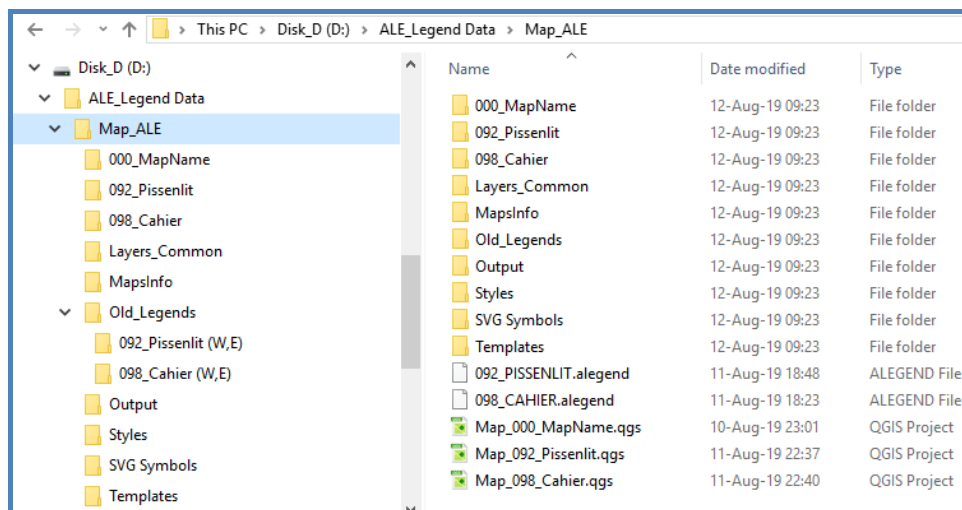 This PC > Disk_D (D:) > ALE_Legend Data > Map_ALE
Disk_D (D:)
ALE_Legend Data
Map_ALE
000_MapName
092_Pissenlit
098_Cahier
Layers_Common
MapsInfo
Old_Legends
092_Pissenlit (W,E)
098_Cahier (W,E)
Output
Styles
SVG Symbols
Templates
Name Date modified Type
000_MapName 12-Aug-19 09:23 File folder
092_Pissenlit 12-Aug-19 09:23 File folder
098_Cahier 12-Aug-19 09:23 File folder
Layers_Common 12-Aug-19 09:23 File folder
MapsInfo 12-Aug-19 09:23 File folder
Old_Legends 12-Aug-19 09:23 File folder
Output 12-Aug-19 09:23 File folder
Styles 12-Aug-19 09:23 File folder
SVG Symbols 12-Aug-19 09:23 File folder
Templates 12-Aug-19 09:23 File folder
092_PISSENLIT.alegend 11-Aug-19 18:48 ALEGEND File
098_CAHIER.alegend 11-Aug-19 18:23 ALEGEND File
Map_000_MapName.qgs 10-Aug-19 23:01 QGIS Project
Map_092_Pissenlit.qgs 11-Aug-19 22:37 QGIS Project
Map_098_Cahier.qgs 11-Aug-19 22:40 QGIS Project